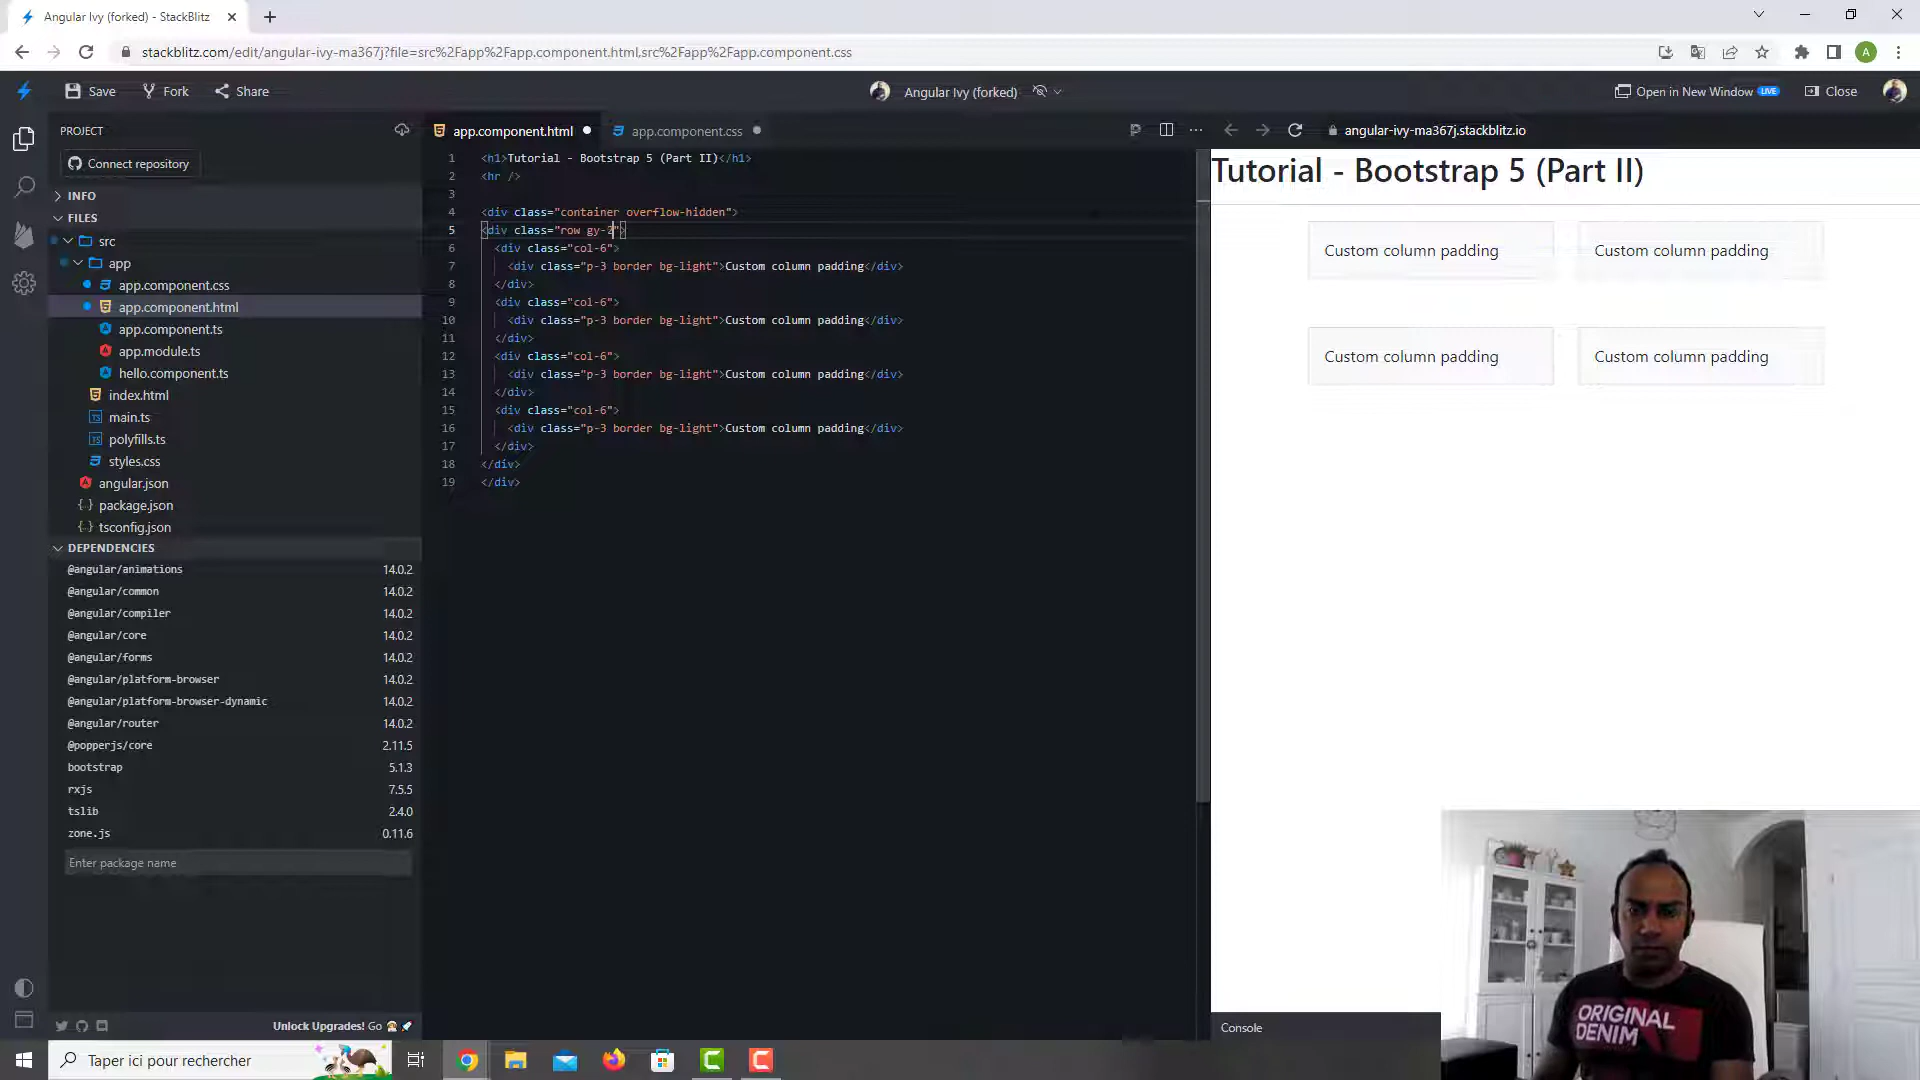 Angular Ivy (forked) - StackBlitz
stackblitz.com/edit/angular-ivy-ma367j?file=src%2Fapp%2Fapp.component.html,src%2Fapp%2Fapp.component.css
A
Save
Fork
Share
Angular Ivy (forked)
Open in New Window LIVE
Close
PROJECT
Connect repository
INFO
FILES
src
app
app.component.css
app.component.html
app.component.ts
app.module.ts
hello.component.ts
index.html
main.ts
polyfills.ts
styles.css
angular.json
package.json
tsconfig.json
DEPENDENCIES
@angular/animations 14.0.2
@angular/common 14.0.2
@angular/compiler 14.0.2
@angular/core 14.0.2
@angular/forms 14.0.2
@angular/platform-browser 14.0.2
@angular/platform-browser-dynamic 14.0.2
@angular/router 14.0.2
@popperjs/core 2.11.5
bootstrap 5.1.3
rxjs 7.5.5
tslib 2.4.0
zone.js 0.11.6
Enter package name
Unlock Upgrades! Go
app.component.html
app.component.css
1 <h1>Tutorial - Bootstrap 5 (Part II)</h1>
2 <hr />
3
4 <div class="container overflow-hidden">
5 <div class="row gy-2">
6 <div class="col-6">
7 <div class="p-3 border bg-light">Custom column padding</div>
8 </div>
9 <div class="col-6">
10 <div class="p-3 border bg-light">Custom column padding</div>
11 </div>
12 <div class="col-6">
13 <div class="p-3 border bg-light">Custom column padding</div>
14 </div>
15 <div class="col-6">
16 <div class="p-3 border bg-light">Custom column padding</div>
17 </div>
18 </div>
19 </div>
angular-ivy-ma367j.stackblitz.io
Tutorial - Bootstrap 5 (Part II)
Custom column padding
Custom column padding
Custom column padding
Custom column padding
Console
ORIGINAL
DENIM
Taper ici pour rechercher